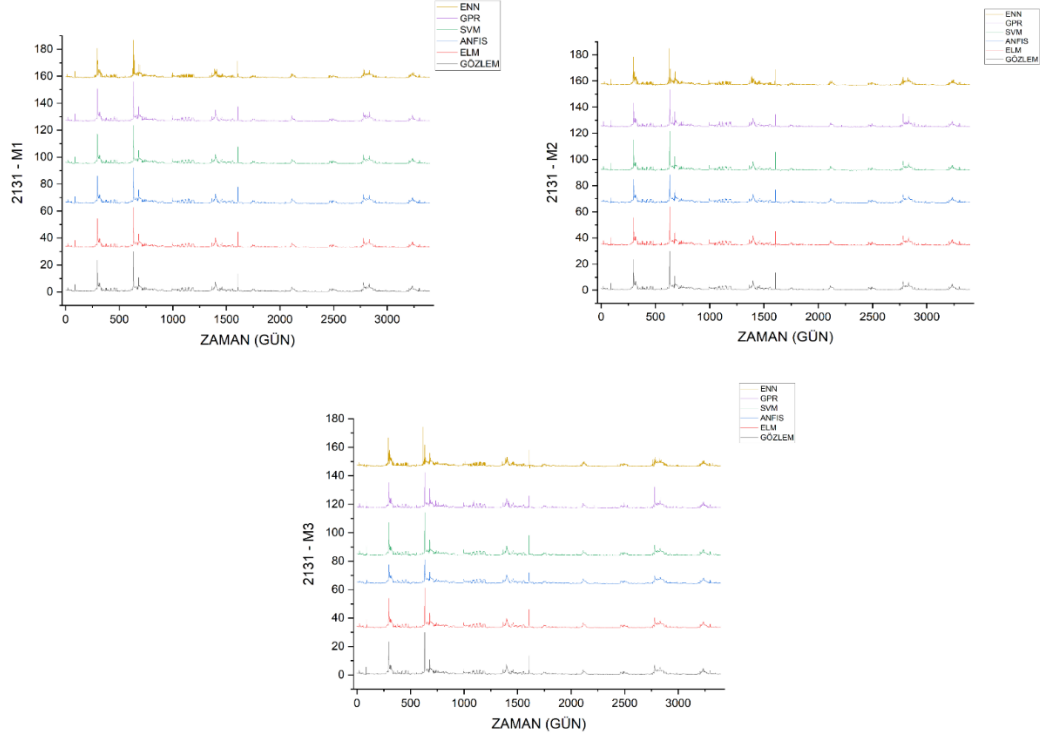 ENN
GPR
SVM
ANFIS
ELM
GÖZLEM
2131 - M1
180
160
140
120
100
80
60
40
20
0
0 500 1000 1500 2000 2500 3000
ZAMAN (GÜN)
ENN
GPR
SVM
ANFIS
ELM
GÖZLEM
2131 - M2
180
160
140
120
100
80
60
40
20
0
0 500 1000 1500 2000 2500 3000
ZAMAN (GÜN)
ENN
GPR
SVM
ANFIS
ELM
GÖZLEM
2131 - M3
180
160
140
120
100
80
60
40
20
0
0 500 1000 1500 2000 2500 3000
ZAMAN (GÜN)